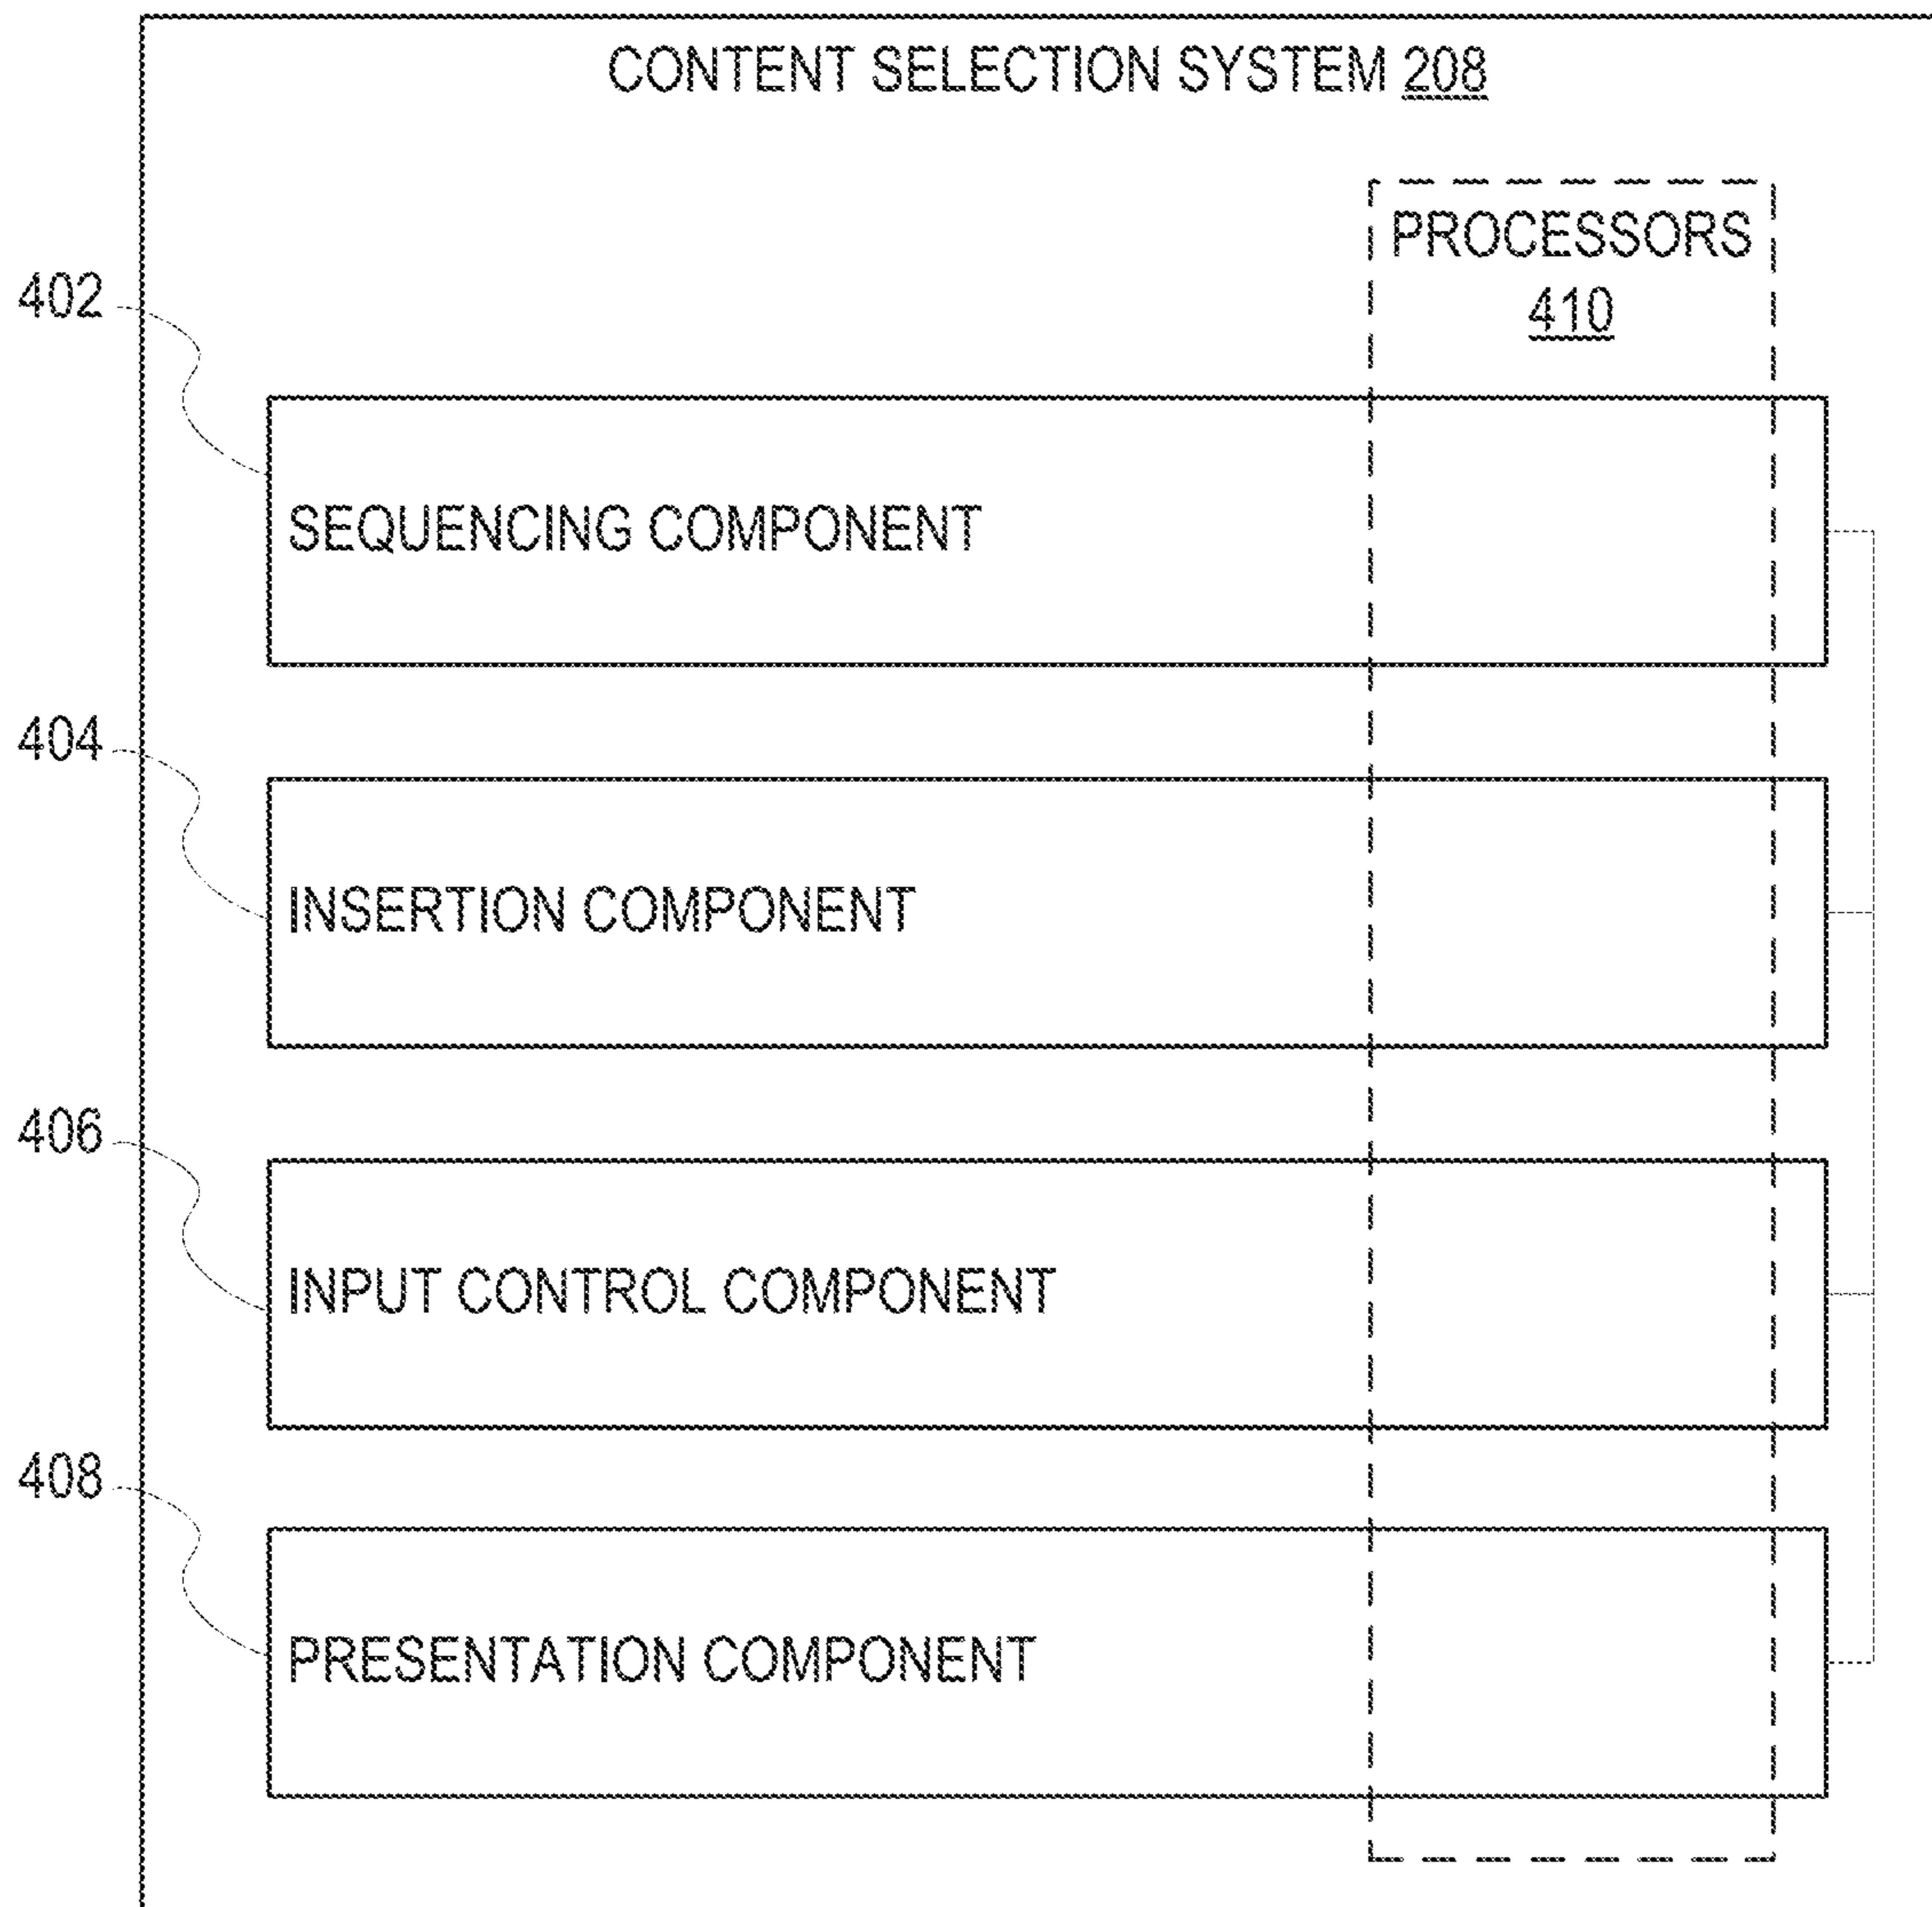 CONTENT SELECTION SYSTEM 208
PROCESSORS
410
402
SEQUENCING COMPONENT
404
INSERTION COMPONENT
406
INPUT CONTROL COMPONENT
408
PRESENTATION COMPONENT